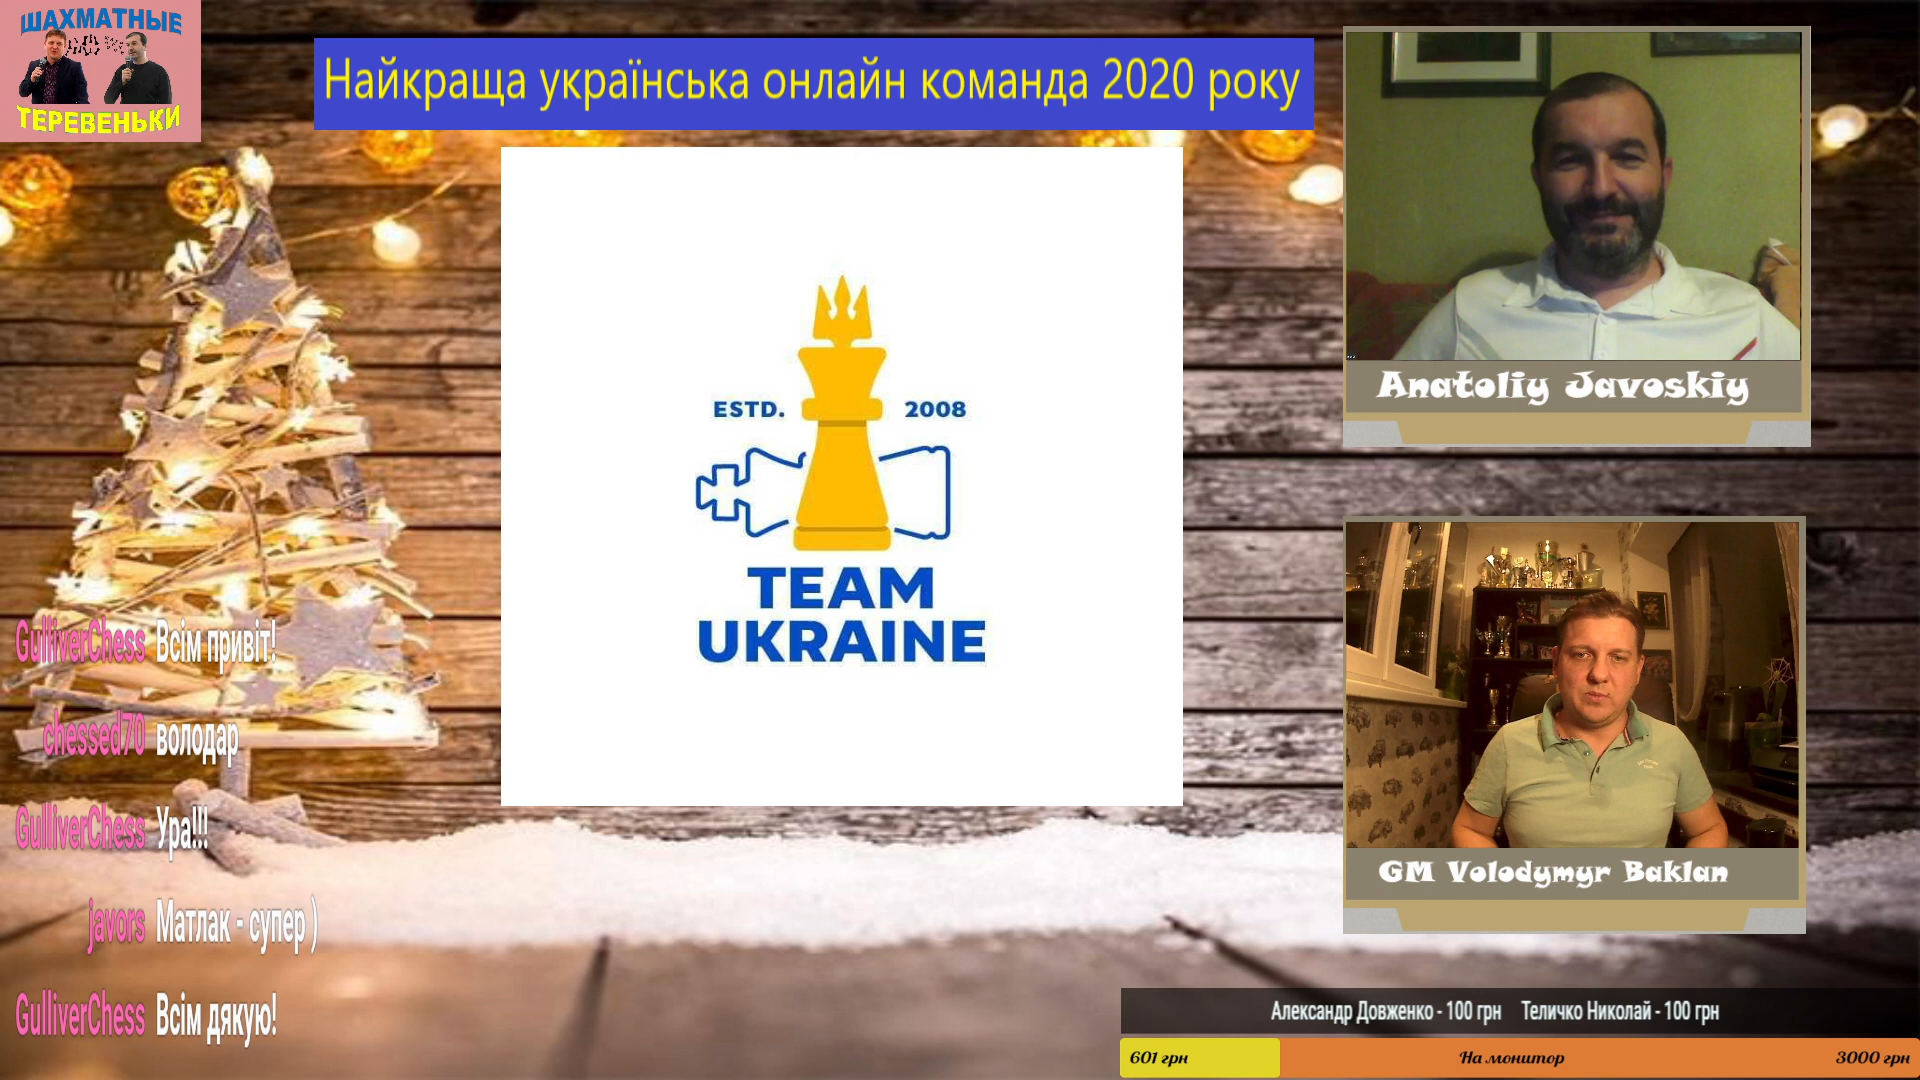 ШАХМАТНЫЕ
ТЕРЕВЕНЬКИ
Найкраща українська онлайн команда 2020 року
ESTD. 2008
TEAM
UKRAINE
Anatoliy Javoskiy
GM Volodymyr Baklan
GulliverChess Всім привіт!
chessed70 володар
GulliverChess Ура!!!
javors Матлак - супер )
GulliverChess Всім дякую!
Александр Довженко - 100 грн Теличко Николай - 100 грн
601 грн На монитор 3000 грн